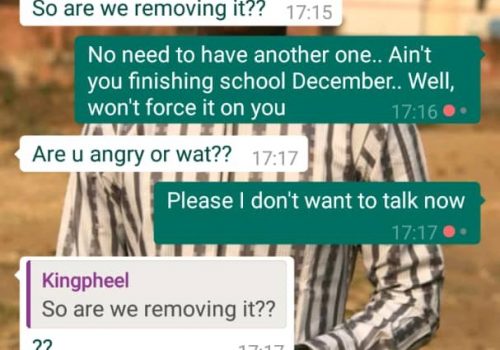 So are we removing it??
17:15
No need to have another one.. Ain't
you finishing school December.. Well,
won't force it on you
17:16
Are u angry or wat??
17:17
Please I don't want to talk now
17:17
Kingpheel
So are we removing it??
??
17:17